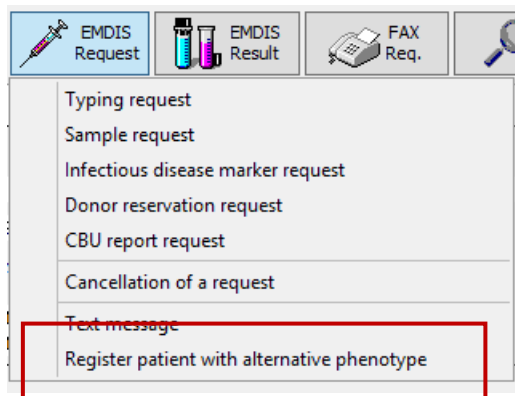 EMDIS
Request
EMDIS
Result
FAX
Req.
Typing request
Sample request
Infectious disease marker request
Donor reservation request
CBU report request
Cancellation of a request
Text message
Register patient with alternative phenotype